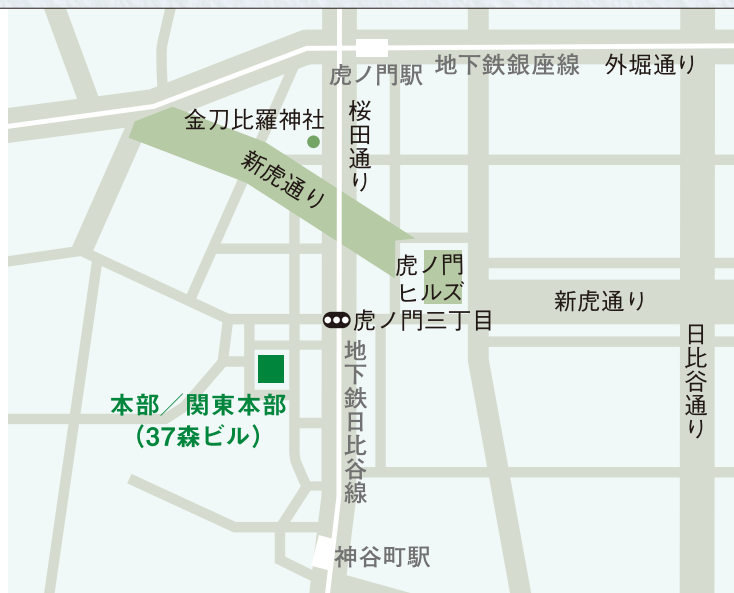 虎ノ門駅
地下鉄銀座線
外堀通り
金刀比羅神社
桜田通り
新虎通り
虎ノ門
ヒルズ
新虎通り
虎ノ門三丁目
日比谷通り
地下鉄日比谷線
本部／関東本部
（37森ビル）
神谷町駅